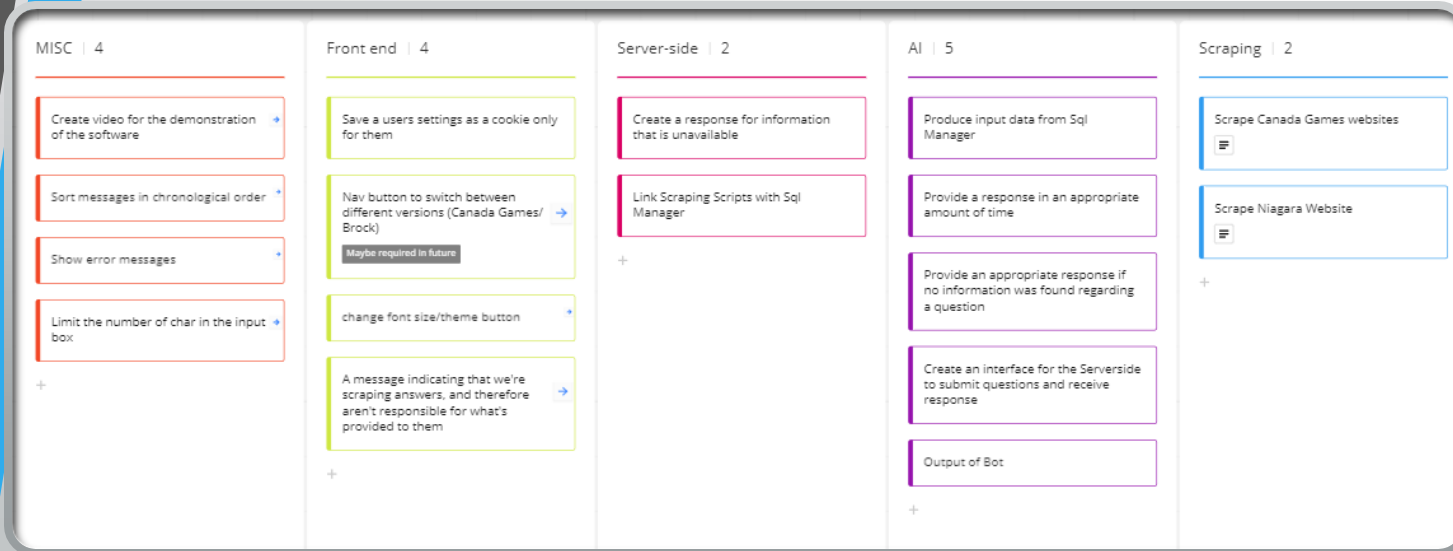 MISC | 4
Create video for the demonstration
of the software
Sort messages in chronological order
Show error messages
Limit the number of char in the input
box
Front end | 4
Save a users settings as a cookie only
for them
Nav button to switch between
different versions (Canada Games/
Brock)
Maybe required in future
change font size/theme button
A message indicating that we're
scraping answers, and therefore
aren't responsible for what's
provided to them
Server-side | 2
Create a response for information
that is unavailable
Link Scraping Scripts with Sql
Manager
AI | 5
Produce input data from Sql
Manager
Provide a response in an appropriate
amount of time
Provide an appropriate response if
no information was found regarding
a question
Create an interface for the Serverside
to submit questions and receive
response
Output of Bot
Scraping | 2
Scrape Canada Games websites
Scrape Niagara Website